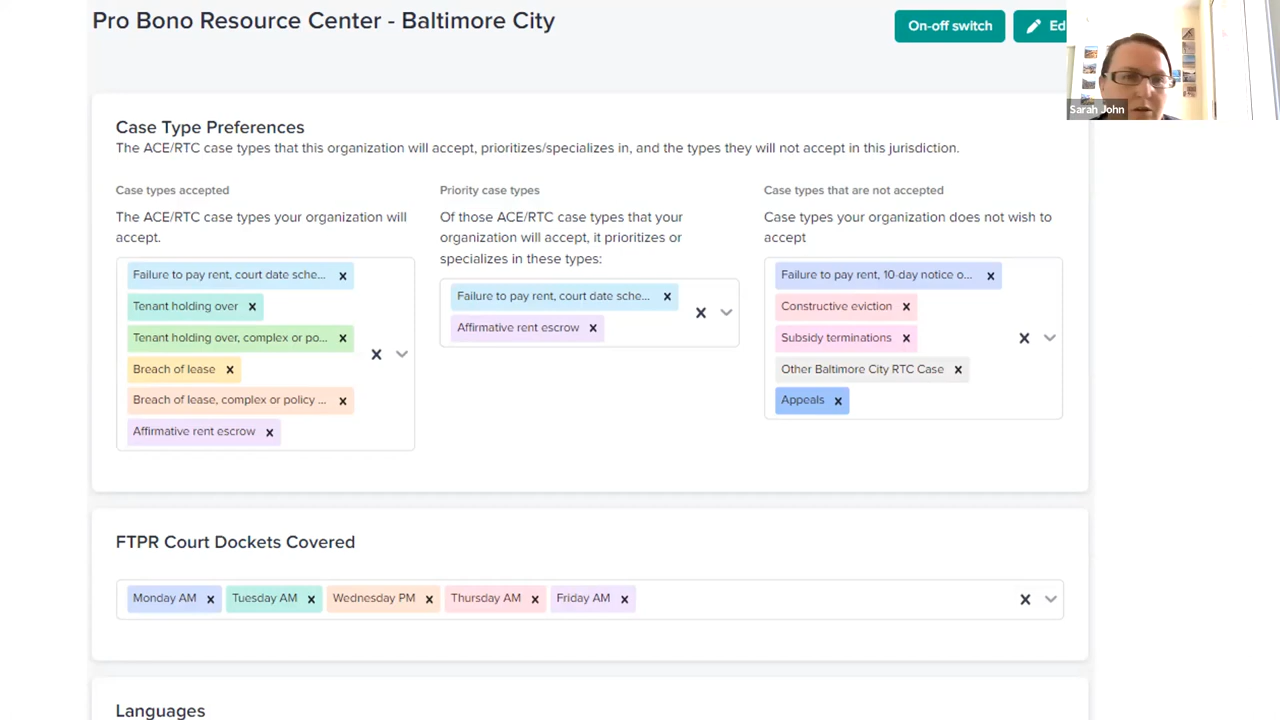 Pro Bono Resource Center - Baltimore City
On-off switch
Ed
Sarah John
Case Type Preferences
The ACE/RTC case types that this organization will accept, prioritizes/specializes in, and the types they will not accept in this jurisdiction.
Case types accepted
The ACE/RTC case types your organization will
accept.
Failure to pay rent, court date sche... x
Tenant holding over x
Tenant holding over, complex or po... x
Breach of lease x
Breach of lease, complex or policy ... x
Affirmative rent escrow x
Priority case types
Of those ACE/RTC case types that your
organization will accept, it prioritizes or
specializes in these types:
Failure to pay rent, court date sche... x
Affirmative rent escrow x
Case types that are not accepted
Case types your organization does not wish to
accept
Failure to pay rent, 10-day notice o... x
Constructive eviction x
Subsidy terminations x
Other Baltimore City RTC Case x
Appeals x
FTPR Court Dockets Covered
Monday AM x Tuesday AM x Wednesday PM x Thursday AM x Friday AM x
Languages